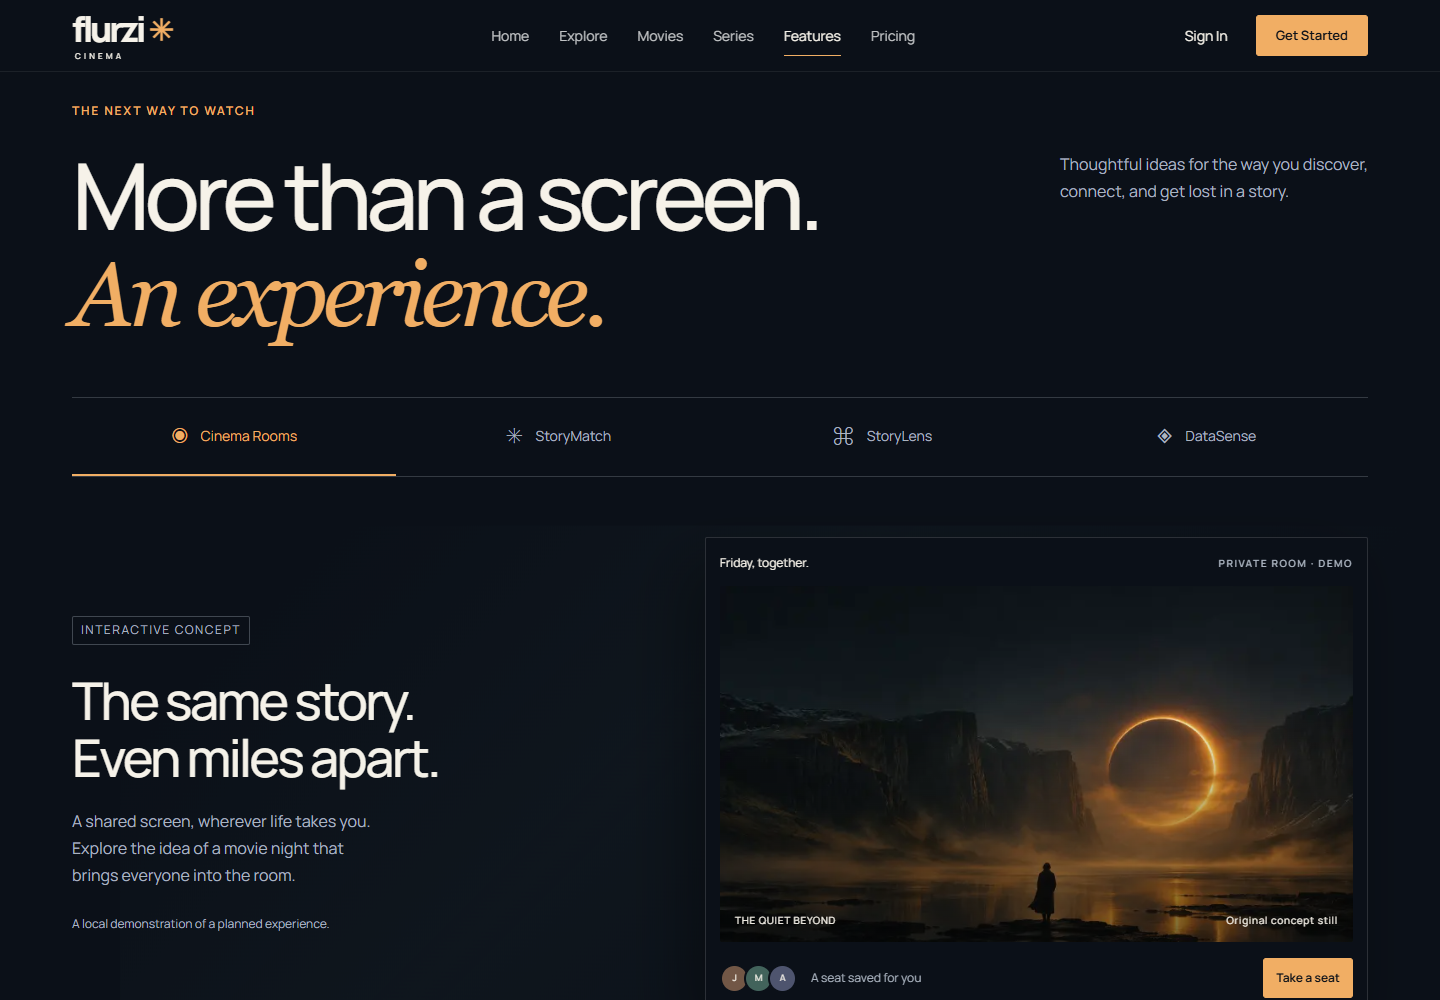 flurzi
CINEMA
Home
Explore
Movies
Series
Features
Pricing
Sign In
Get Started
THE NEXT WAY TO WATCH
More than a screen.
An experience.
Thoughtful ideas for the way you discover,
connect, and get lost in a story.
Cinema Rooms
StoryMatch
StoryLens
DataSense
INTERACTIVE CONCEPT
The same story.
Even miles apart.
A shared screen, wherever life takes you.
Explore the idea of a movie night that
brings everyone into the room.
A local demonstration of a planned experience.
Friday, together.
PRIVATE ROOM · DEMO
THE QUIET BEYOND
Original concept still
J
M
A
A seat saved for you
Take a seat